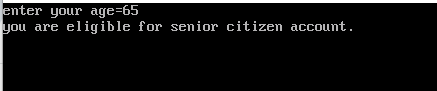 enter your age=65
you are eligible for senior citizen account.